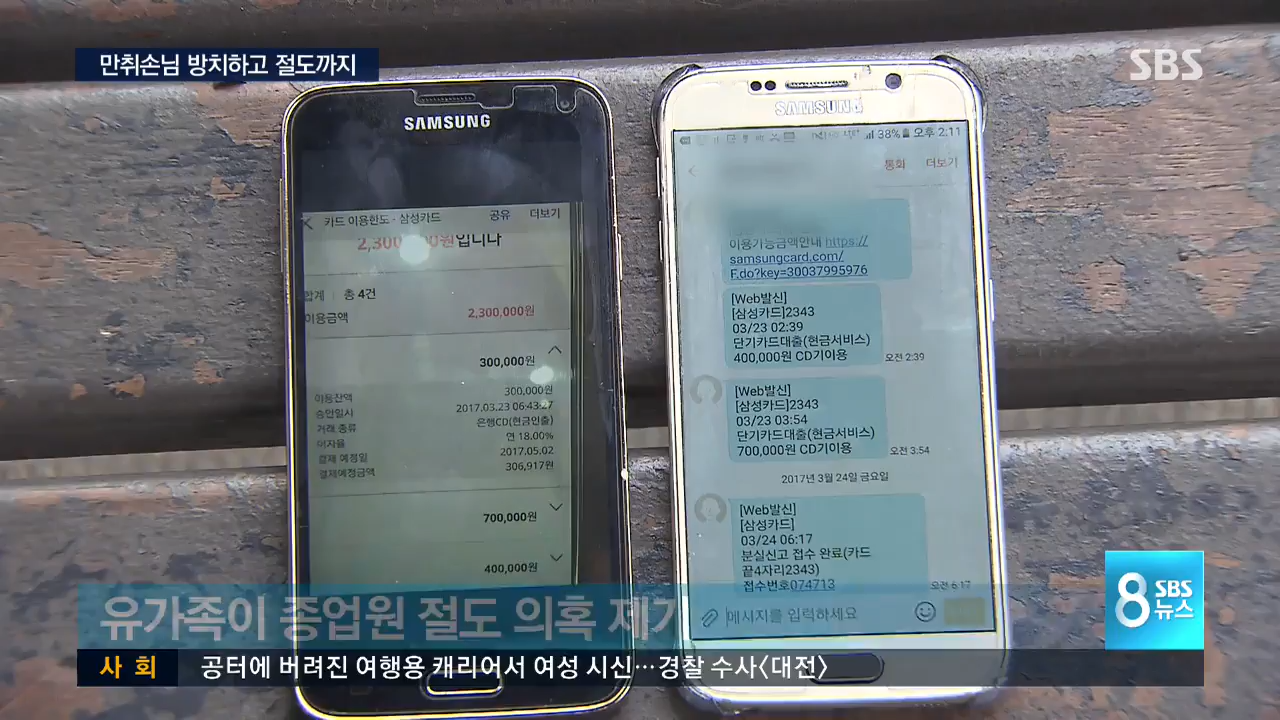 만취손님 방치하고 절도까지
SBS
SAMSUNG
카드 이용한도 - 삼성카드 공유 더보기
2,300,000원입니다
합계 총 4건
이용금액 2,300,000원
300,000원
이용잔액 300,000원
승인일시 2017.03.23 06:43:27
거래 종류 은행CD(현금인출)
이자율 연 18.00%
결제 예정일 2017.05.02
결제예정금액 306,917원
700,000원
400,000원
SAMSUNG
38% 오후 2:11
통화 더보기
이용가능금액안내 https://
samsungcard.com/
F.do?key=30037995976
[Web발신]
[삼성카드]2343
03/23 02:39
단기카드대출(현금서비스)
400,000원 CD기이용
오전 2:39
[Web발신]
[삼성카드]2343
03/23 03:54
단기카드대출(현금서비스)
700,000원 CD기이용
오전 3:54
2017년 3월 24일 금요일
[Web발신]
[삼성카드]
03/24 06:17
분실신고 접수 완료(카드
끝4자리2343)
접수번호074713
오전 6:17
메시지를 입력하세요
유가족이 종업원 절도 의혹 제기
8 SBS
뉴스
사 회 공터에 버려진 여행용 캐리어서 여성 시신…경찰 수사〈대전〉